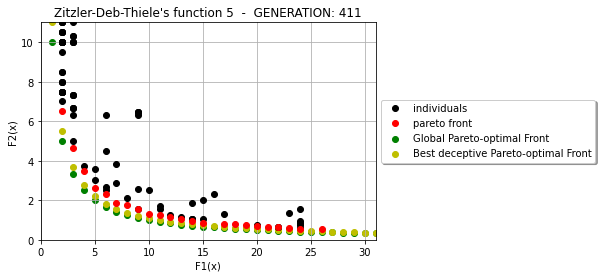 Zitzler-Deb-Thiele's function 5 - GENERATION: 411
F2(x)
10
8
6
4
2
0
0 5 10 15 20 25 30
F1(x)
individuals
pareto front
Global Pareto-optimal Front
Best deceptive Pareto-optimal Front